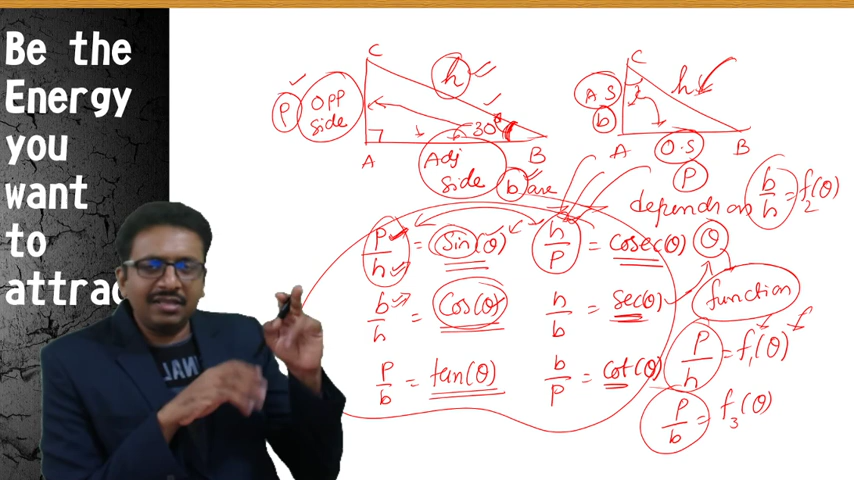 Be the
Energy
you
want
to
attrac
C
h
P
opp
side
30°
A
Adj
side
B
base
C
A S
b
h
A
O.S
B
P
depends on θ
b/h = f₂(θ)
P/h = sin(θ)
h/P = cosec(θ)
function
b/h = cos(θ)
h/b = sec(θ)
P/h = f₁(θ)
P/b = tan(θ)
b/P = cot(θ)
P/b = f₃(θ)